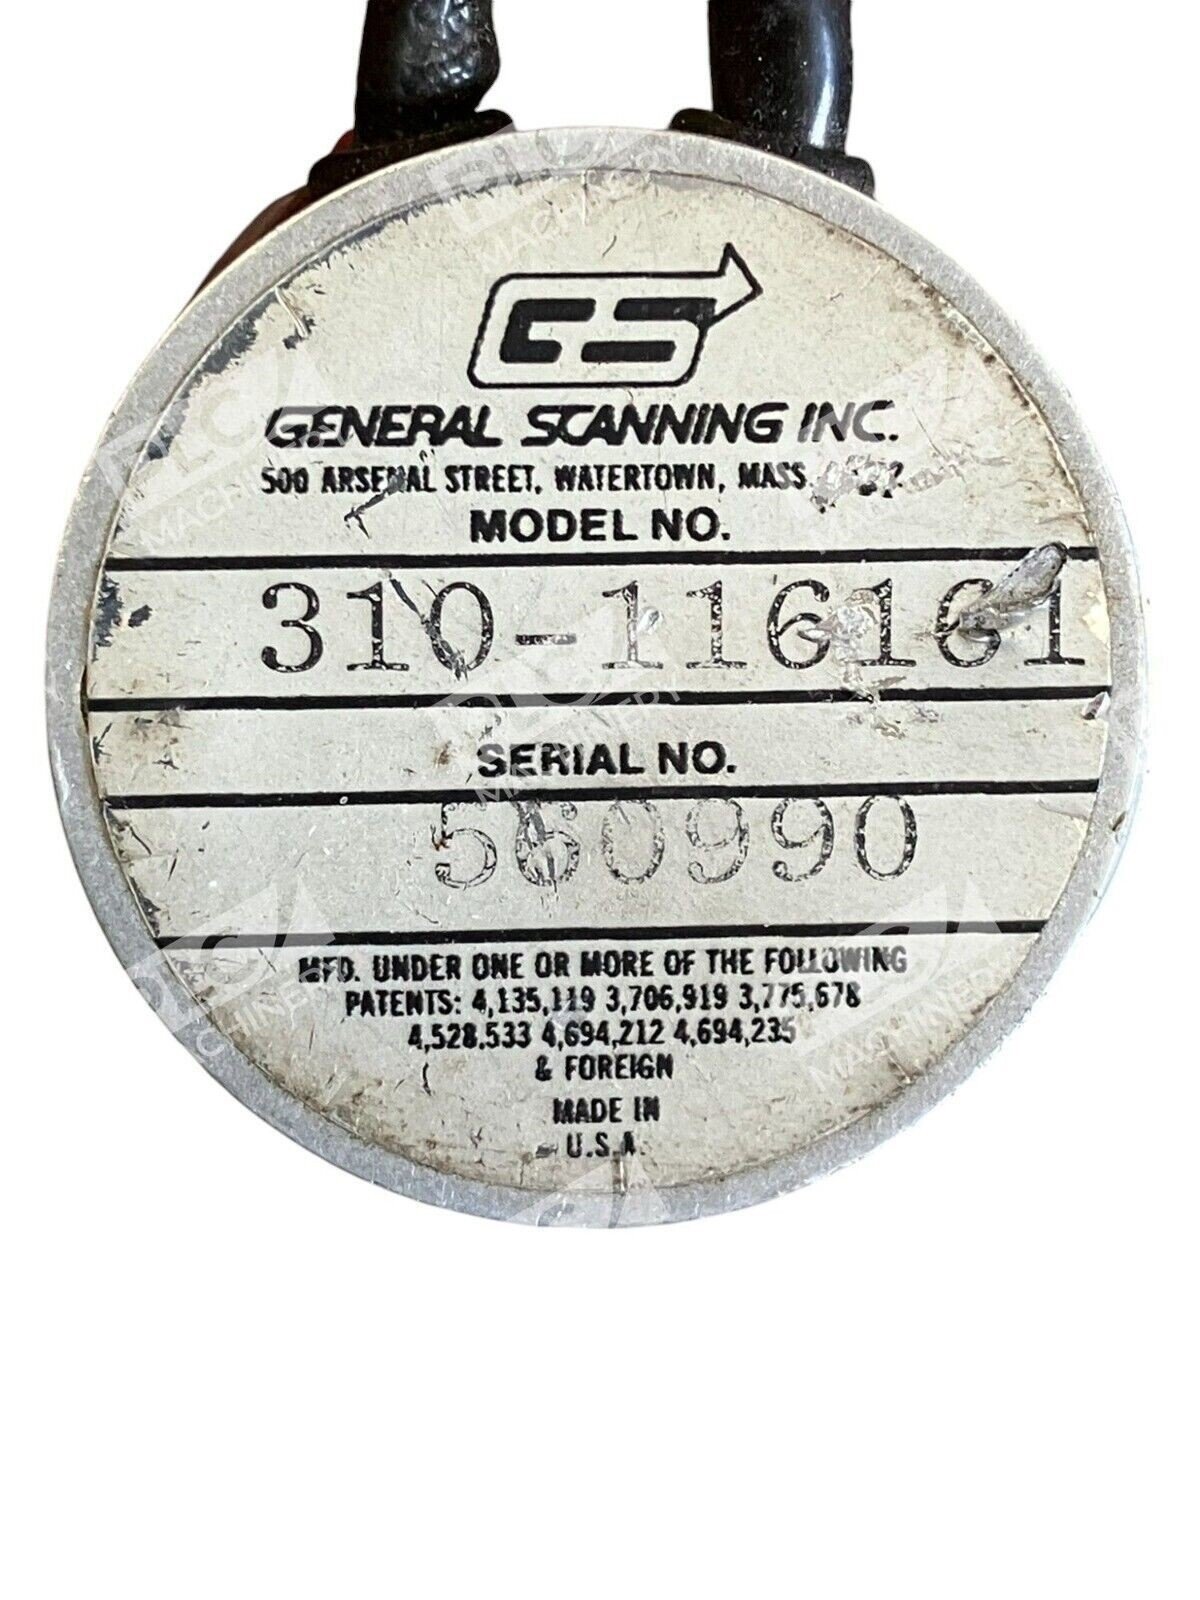 GS
GENERAL SCANNING INC.
500 ARSENAL STREET, WATERTOWN, MASS.
MODEL NO.
310-116161
SERIAL NO.
560990
MFD. UNDER ONE OR MORE OF THE FOLLOWING
PATENTS: 4,135,119 3,706,919 3,775,678
4,528,533 4,694,212 4,694,235
& FOREIGN
MADE IN
U.S.A.